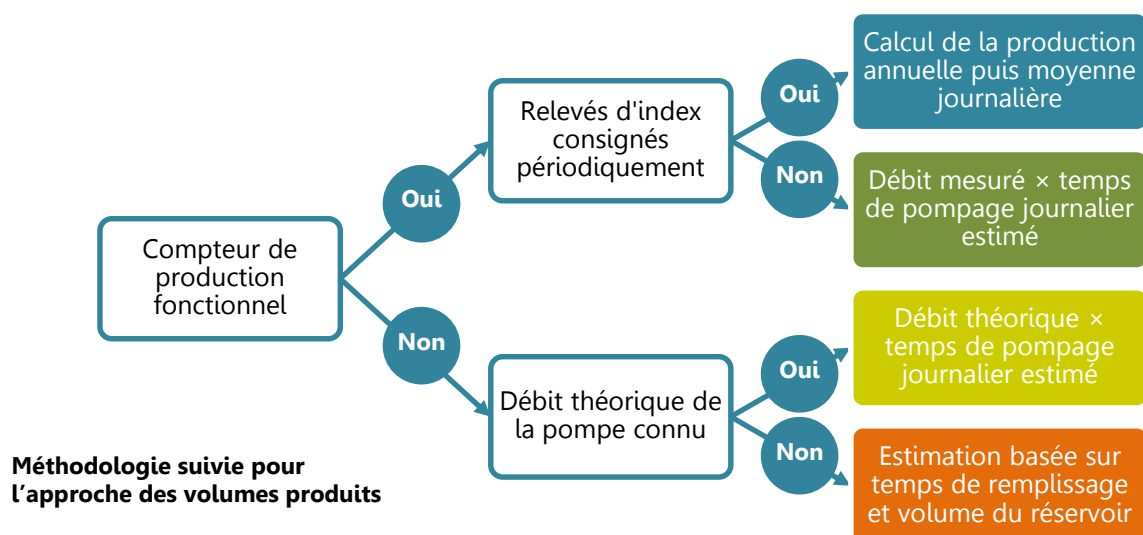 Compteur de
production
fonctionnel
Oui
Relevés d'index
consignés
périodiquement
Oui
Calcul de la production
annuelle puis moyenne
journalière
Non
Débit mesuré × temps
de pompage journalier
estimé
Non
Débit théorique de
la pompe connu
Oui
Débit théorique ×
temps de pompage
journalier estimé
Non
Estimation basée sur
temps de remplissage
et volume du réservoir
Méthodologie suivie pour
l’approche des volumes produits